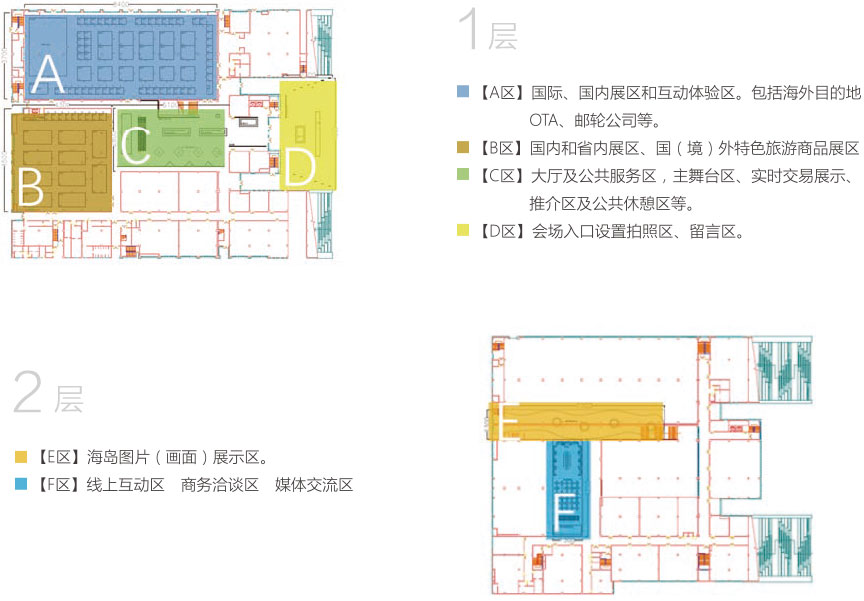 A
B
C
D
1层
【A区】国际、国内展区和互动体验区。包括海外目的地
OTA、邮轮公司等。
【B区】国内和省内展区、国（境）外特色旅游商品展区
【C区】大厅及公共服务区，主舞台区、实时交易展示、
推介区及公共休憩区等。
【D区】会场入口设置拍照区、留言区。
2层
【E区】海岛图片（画面）展示区。
【F区】线上互动区 商务洽谈区 媒体交流区
E
F